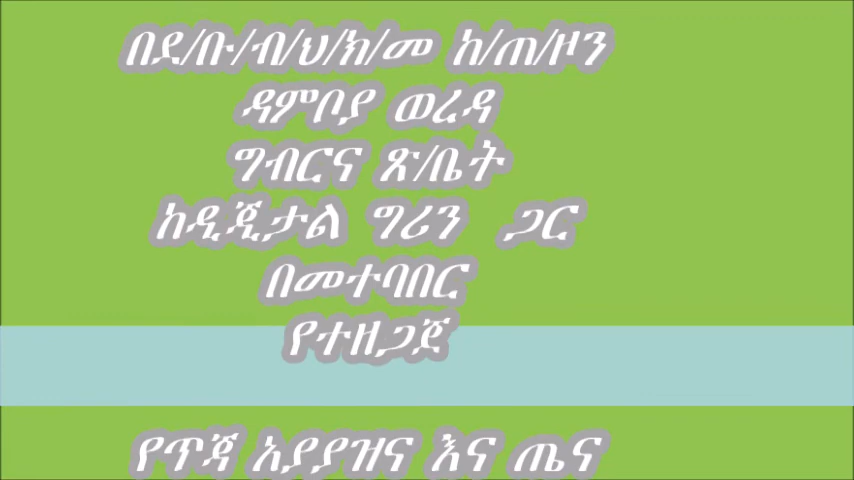 በደ/ቡ/ብ/ህ/ክ/መ ከ/ጠ/ዞን
ዳምቦያ ወረዳ
ግብርና ጽ/ቤት
ከዲጂታል ግሪን ጋር
በመተባበር
የተዘጋጀ
የጥጃ አያያዝና እና ጤና